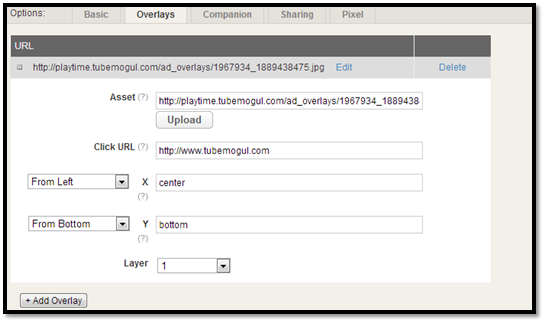 Options: Basic Overlays Companion Sharing Pixel
URL
http://playtime.tubemogul.com/ad_overlays/1967934_1889438475.jpg Edit Delete
Asset (?) http://playtime.tubemogul.com/ad_overlays/1967934_1889438
Upload
Click URL (?) http://www.tubemogul.com
From Left X center
(?)
From Bottom Y bottom
(?)
Layer 1
+ Add Overlay